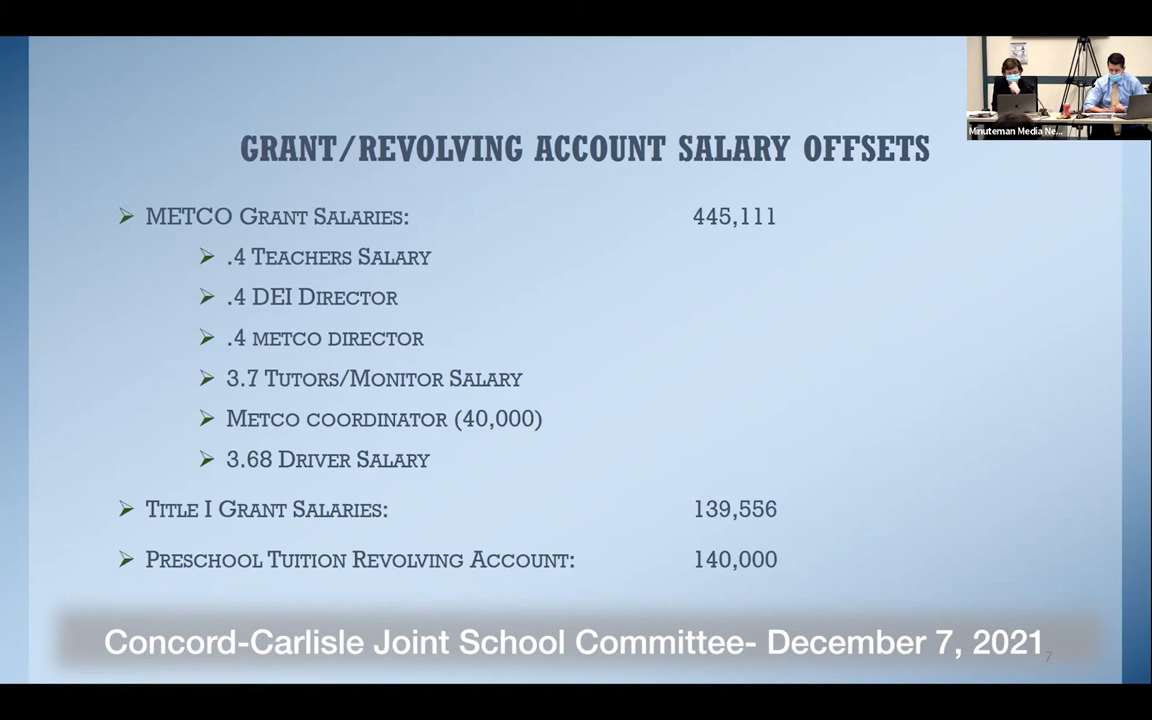 Minuteman Media Ne...
GRANT/REVOLVING ACCOUNT SALARY OFFSETS
METCO GRANT SALARIES: 445,111
.4 TEACHERS SALARY
.4 DEI DIRECTOR
.4 METCO DIRECTOR
3.7 TUTORS/MONITOR SALARY
METCO COORDINATOR (40,000)
3.68 DRIVER SALARY
TITLE I GRANT SALARIES: 139,556
PRESCHOOL TUITION REVOLVING ACCOUNT: 140,000
Concord-Carlisle Joint School Committee- December 7, 2021
7